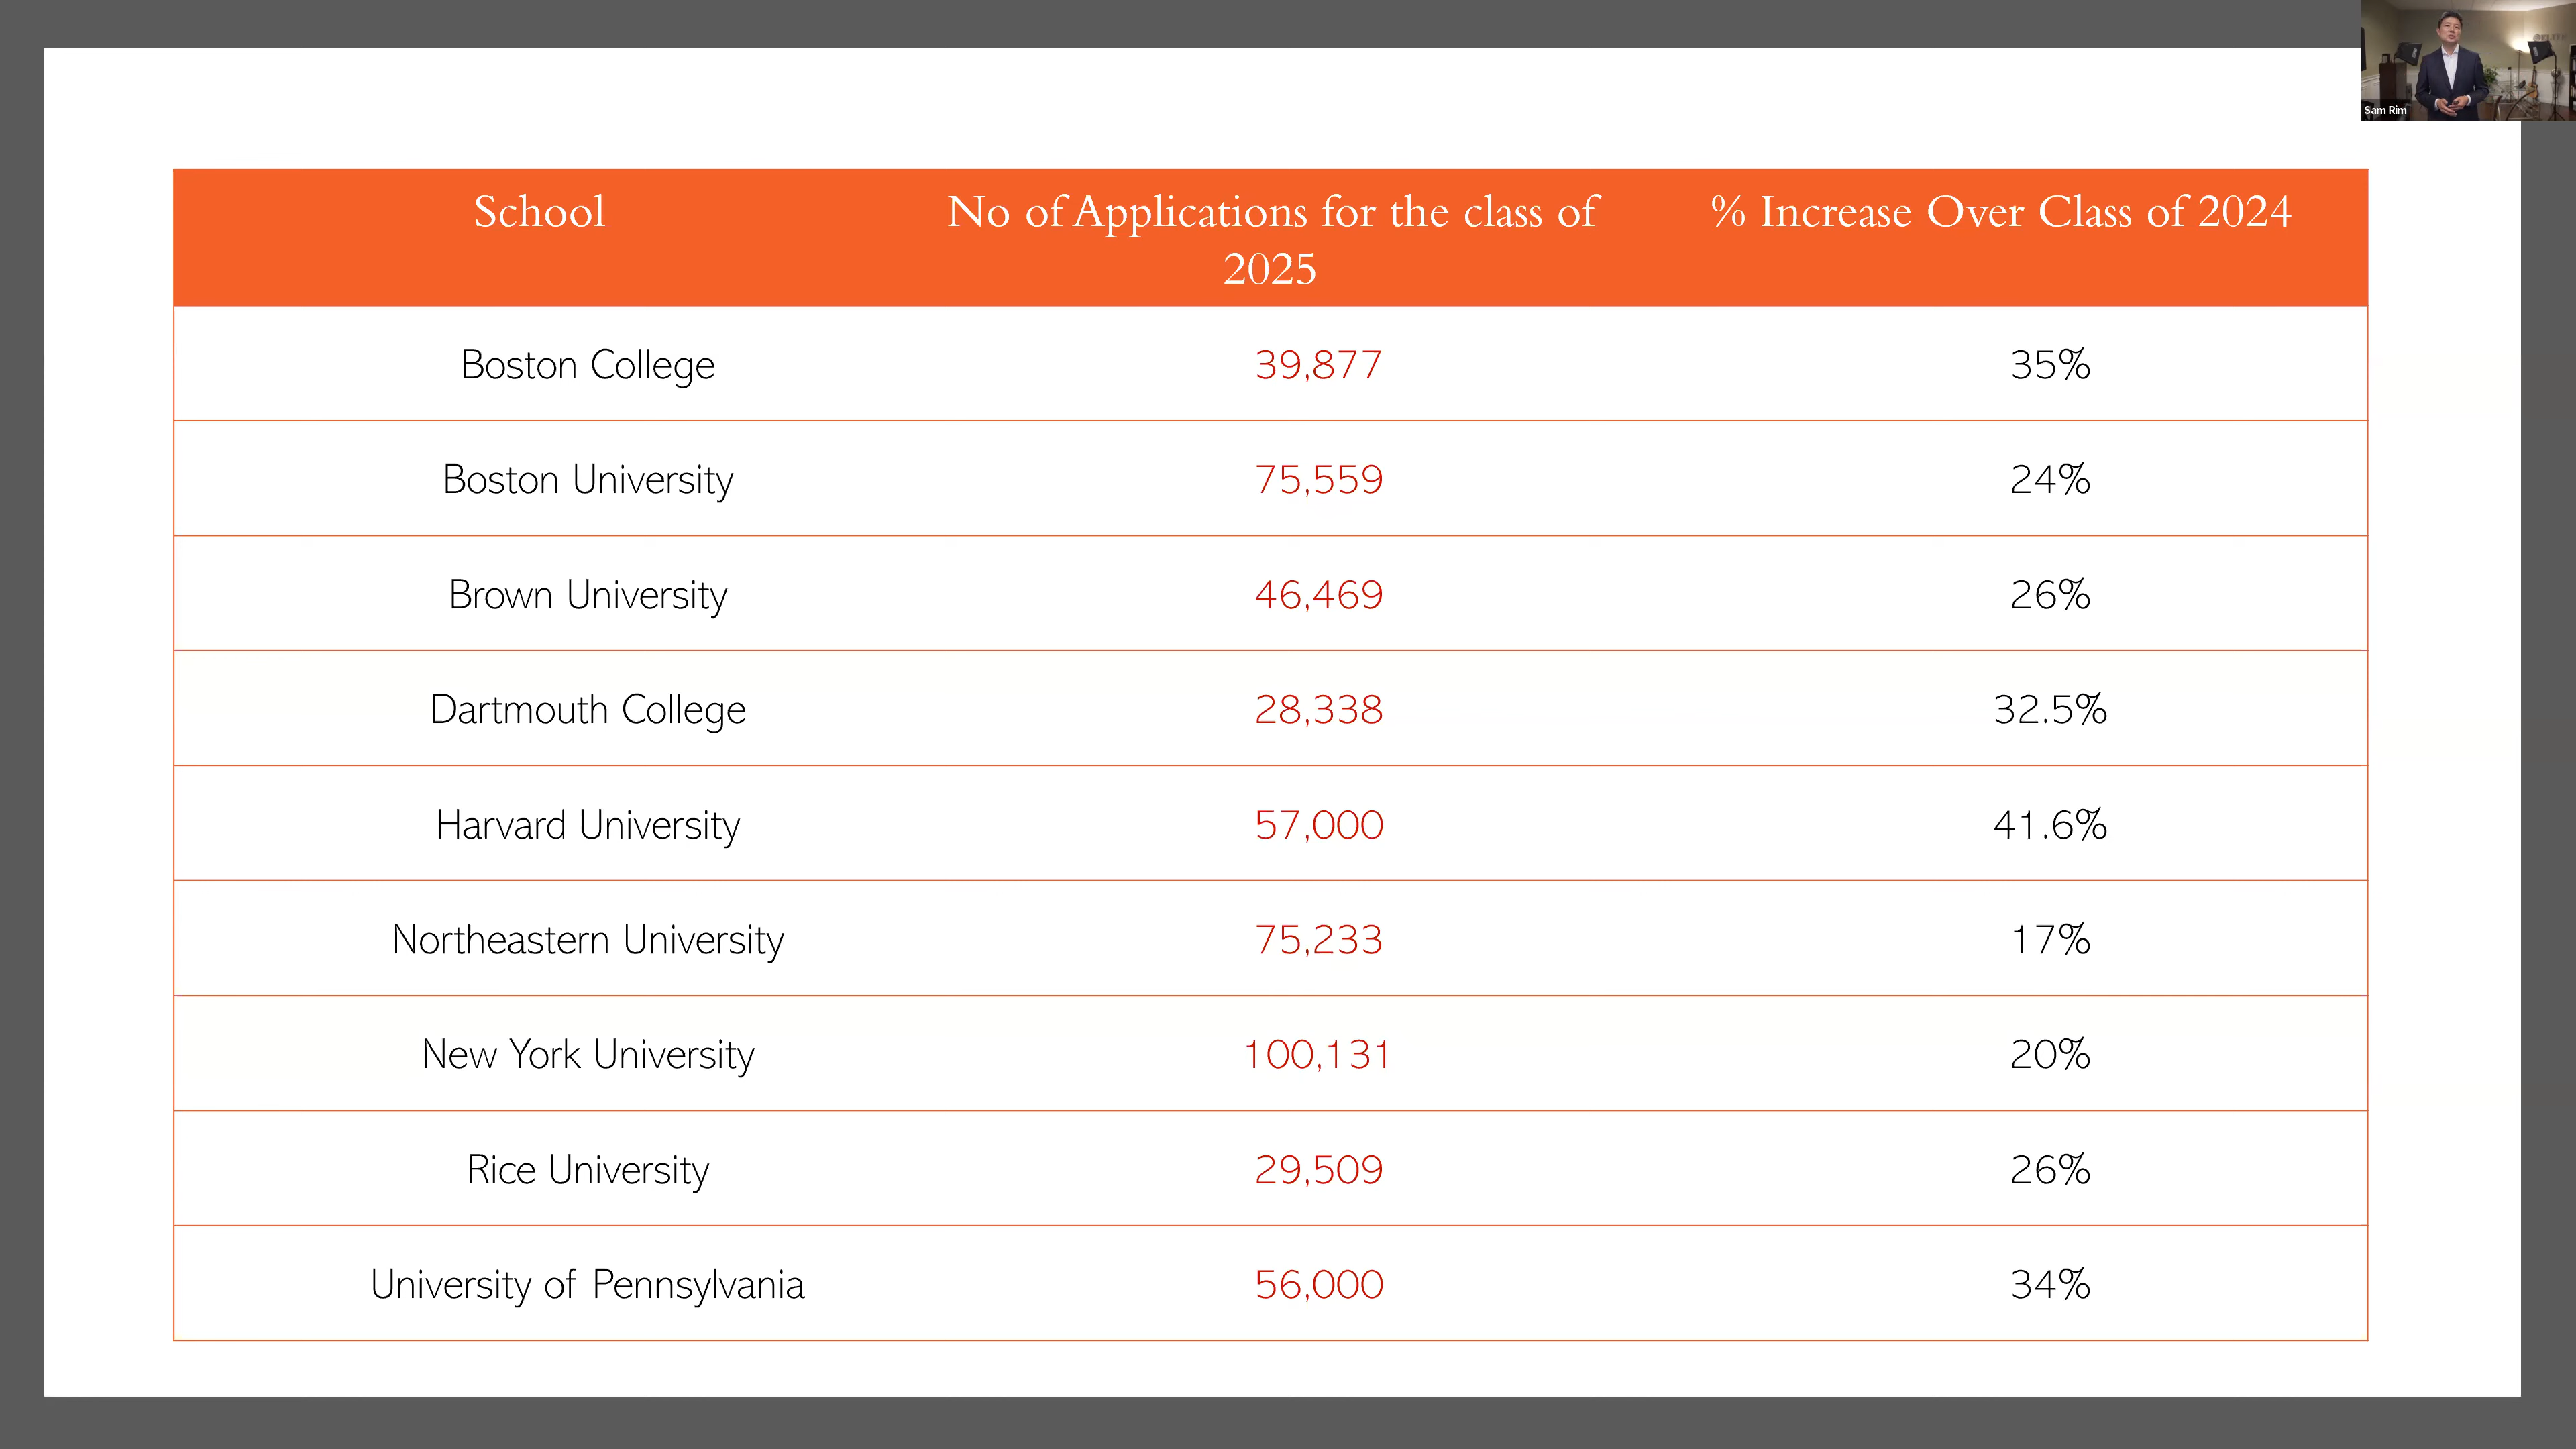 Sam Rim
School
No of Applications for the class of
2025
% Increase Over Class of 2024
Boston College 39,877 35%
Boston University 75,559 24%
Brown University 46,469 26%
Dartmouth College 28,338 32.5%
Harvard University 57,000 41.6%
Northeastern University 75,233 17%
New York University 100,131 20%
Rice University 29,509 26%
University of Pennsylvania 56,000 34%